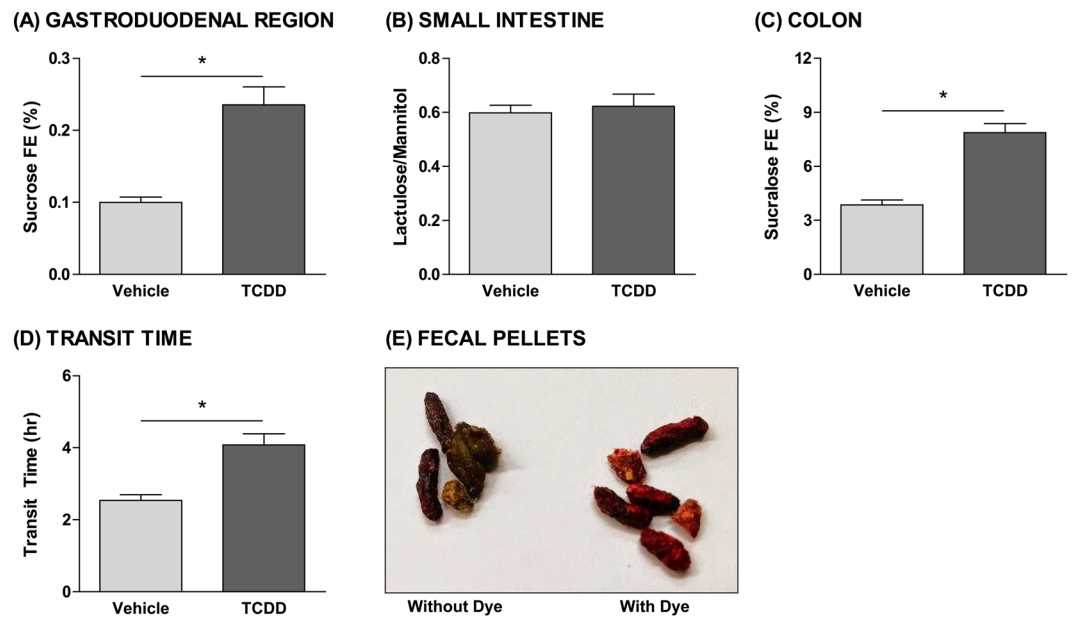 (A) GASTRODUODENAL REGION
0.3
0.2
0.1
0.0
Sucrose FE (%)
*
Vehicle
TCDD
(B) SMALL INTESTINE
0.8
0.6
0.4
0.2
0.0
Lactulose/Mannitol
Vehicle
TCDD
(C) COLON
12
9
6
3
0
Sucralose FE (%)
*
Vehicle
TCDD
(D) TRANSIT TIME
6
4
2
0
Transit Time (hr)
*
Vehicle
TCDD
(E) FECAL PELLETS
Without Dye
With Dye